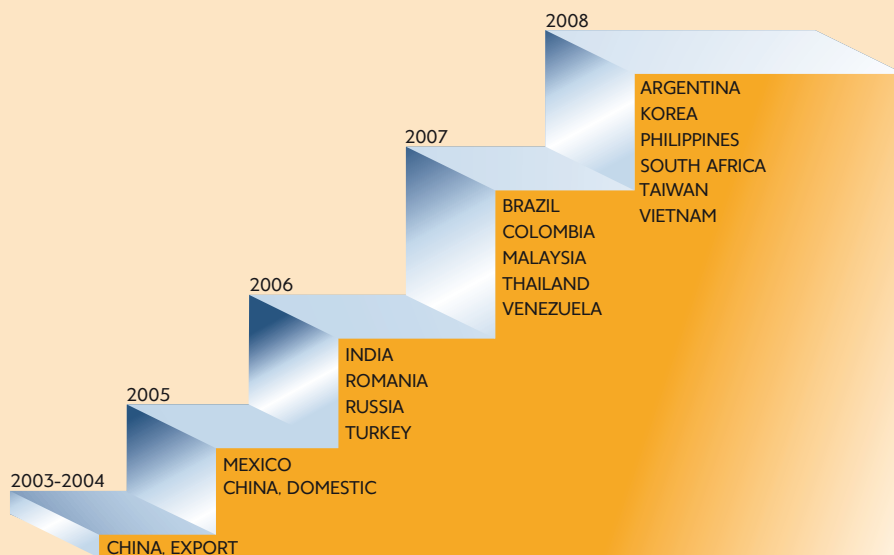 2008
ARGENTINA
KOREA
PHILIPPINES
SOUTH AFRICA
TAIWAN
VIETNAM
2007
BRAZIL
COLOMBIA
MALAYSIA
THAILAND
VENEZUELA
2006
INDIA
ROMANIA
RUSSIA
TURKEY
2005
MEXICO
CHINA, DOMESTIC
2003-2004
CHINA, EXPORT